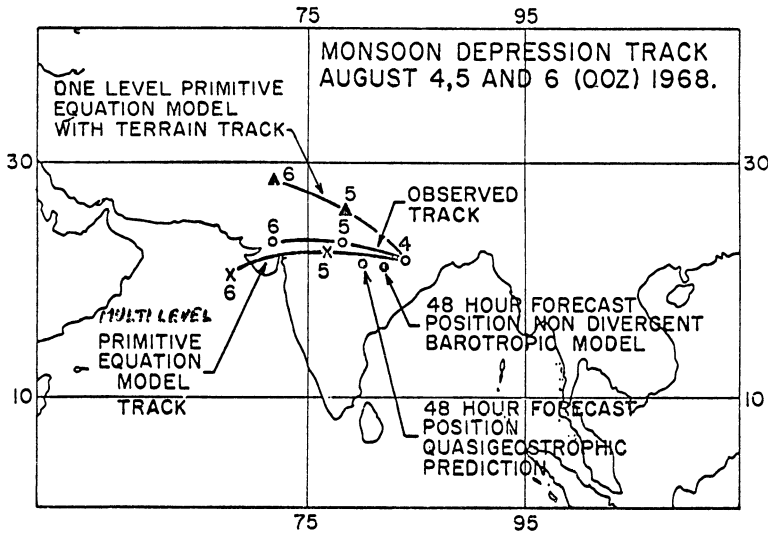 75 95
MONSOON DEPRESSION TRACK
AUGUST 4,5 AND 6 (OOZ) 1968.
ONE LEVEL PRIMITIVE
EQUATION MODEL
WITH TERRAIN TRACK
30 30
6
5
OBSERVED
TRACK
6 5 4
5
6
MULTI LEVEL
PRIMITIVE
EQUATION
MODEL
TRACK
48 HOUR FORECAST
POSITION NON DIVERGENT
BAROTROPIC MODEL
10 10
48 HOUR FORECAST
POSITION
QUASIGEOSTROPHIC
PREDICTION
75 95